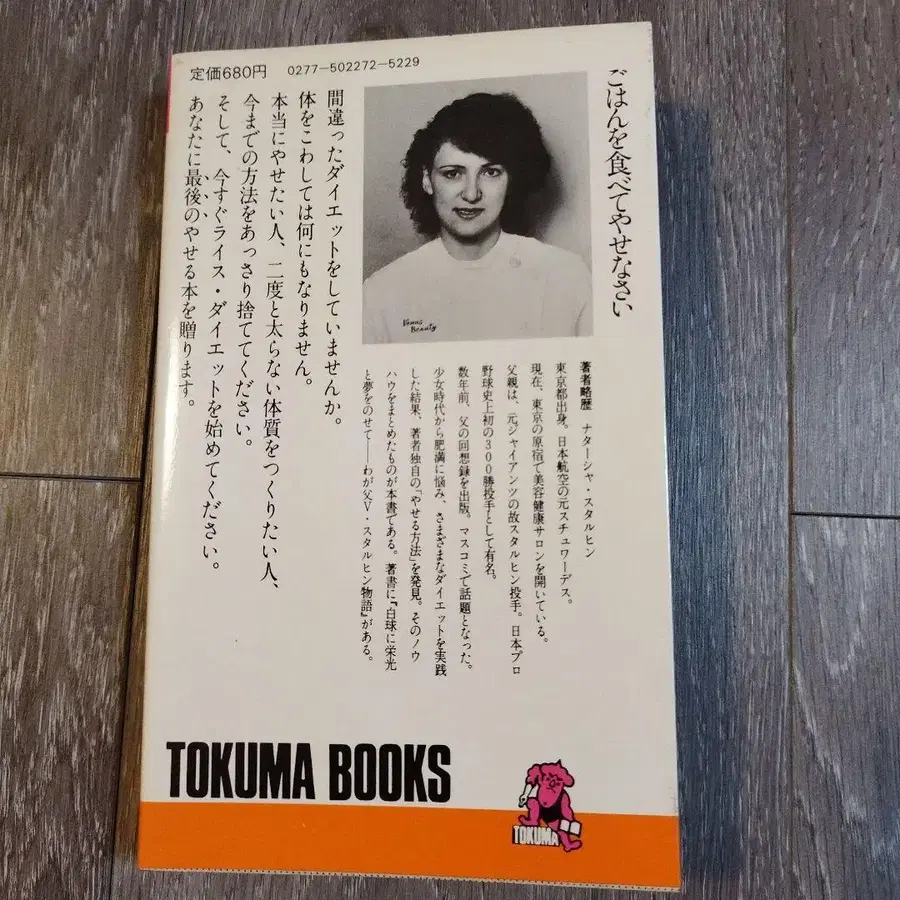 定価680円 0277-502272-5229
ごはんを食べてやせなさい
間違ったダイエットをしていませんか。
体をこわしては何にもなりません。
本当にやせたい人、二度と太らない体質をつくりたい人、
今までの方法をあっさり捨ててください。
そして、今すぐライス・ダイエットを始めてください。
あなたに最後のやせる本を贈ります。
Venus
Beauty
著者略歴 ナターシャ・スタルヒン
東京都出身。日本航空の元スチュワーデス。
現在、東京の原宿で美容健康サロンを開いている。
父親は、元ジャイアンツの故スタルヒン投手。日本プロ
野球史上初の300勝投手として有名。
数年前、父の回想録を出版、マスコミで話題となった。
少女時代から肥満に悩み、さまざまなダイエットを実践
した結果、著者独自の「やせる方法」を発見。そのノウ
ハウをまとめたものが本書である。著書に『白球に栄光
と夢をのせて――わが父V・スタルヒン物語』がある。
TOKUMA BOOKS
TOKUMA